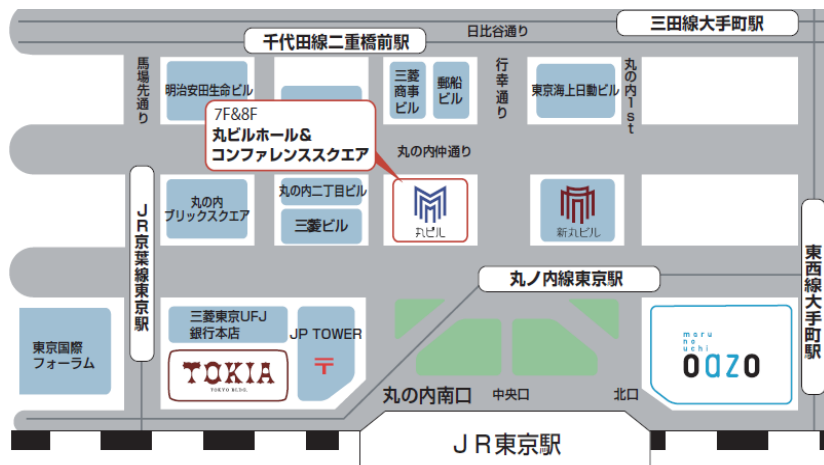 三田線大手町駅
日比谷通り
千代田線二重橋前駅
馬場先通り
明治安田生命ビル
三菱
商事
ビル
郵船
ビル
行幸通り
東京海上日動ビル
丸の内1st
7F&8F
丸ビルホール&
コンファレンススクエア
丸の内仲通り
丸の内
ブリックスクエア
丸の内二丁目ビル
三菱ビル
丸ビル
新丸ビル
JR京葉線東京駅
東西線大手町駅
丸ノ内線東京駅
東京国際
フォーラム
三菱東京UFJ
銀行本店
JP TOWER
TOKIA
TOKYO BLDG.
maru
no
uchi
oazo
丸の内南口
中央口
北口
JR東京駅